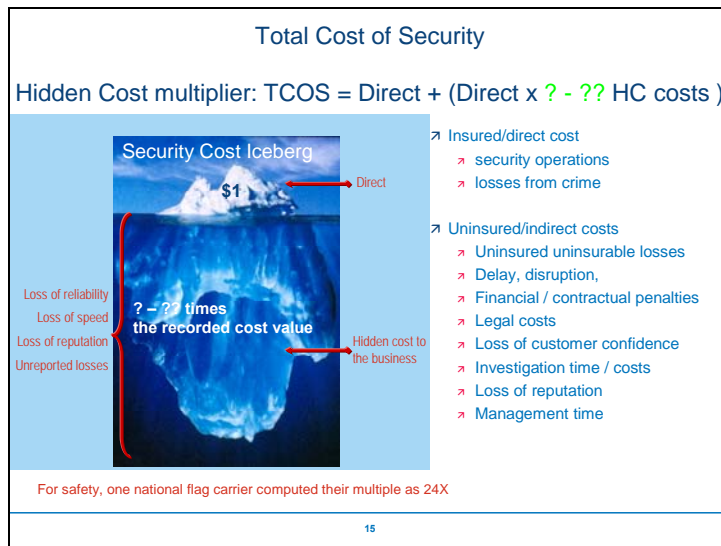 Total Cost of Security
Hidden Cost multiplier: TCOS = Direct + (Direct x ? - ?? HC costs )
Security Cost Iceberg
$1
Direct
Loss of reliability
Loss of speed
Loss of reputation
Unreported losses
? – ?? times
the recorded cost value
Hidden cost to
the business
Insured/direct cost
security operations
losses from crime
Uninsured/indirect costs
Uninsured uninsurable losses
Delay, disruption,
Financial / contractual penalties
Legal costs
Loss of customer confidence
Investigation time / costs
Loss of reputation
Management time
For safety, one national flag carrier computed their multiple as 24X
15